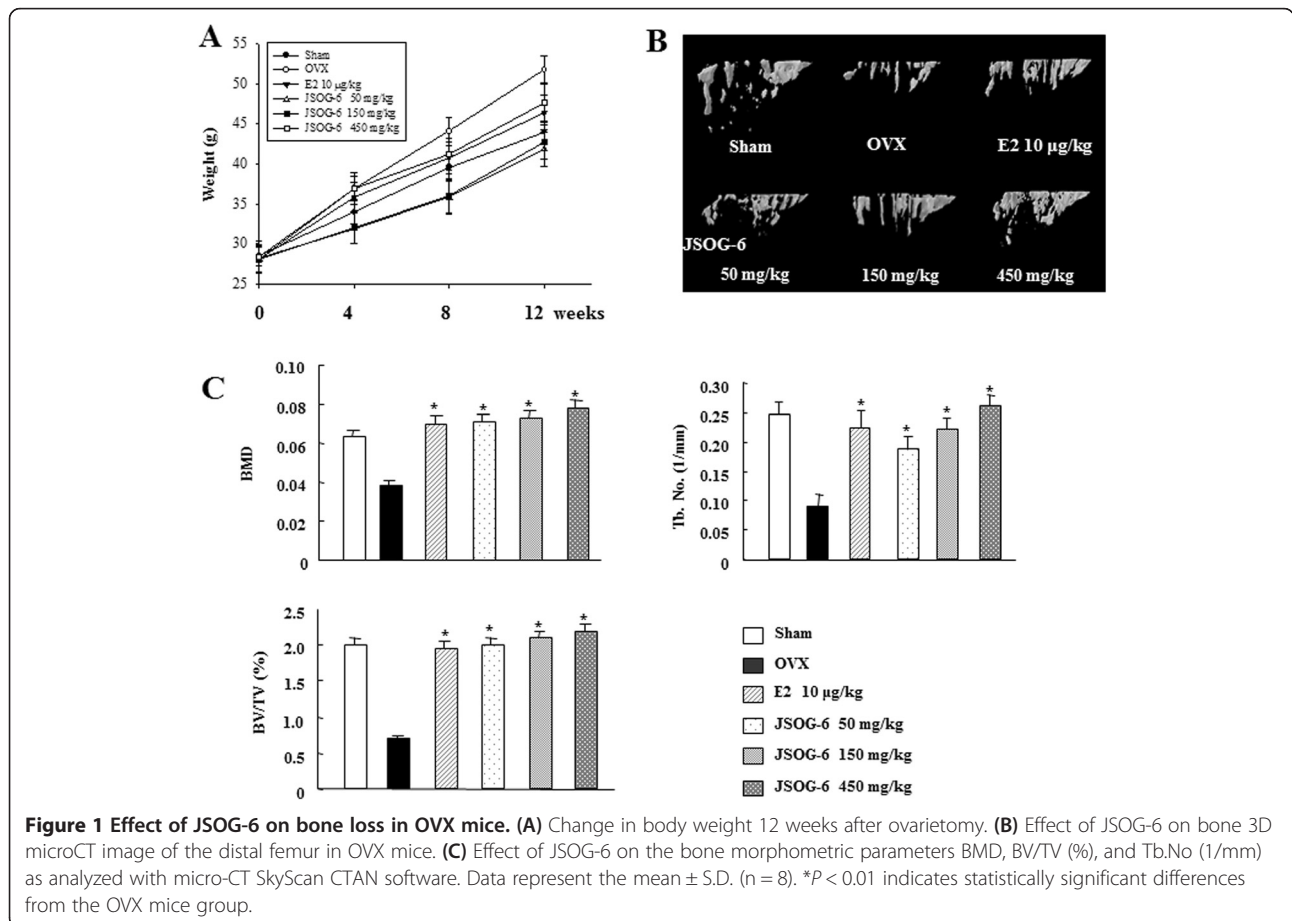 A
55
50
45
40
35
30
25
Weight (g)
Sham
OVX
E2 10 µg/kg
JSOG-6 50 mg/kg
JSOG-6 150 mg/kg
JSOG-6 450 mg/kg
0 4 8 12 weeks
B
Sham OVX E2 10 µg/kg
JSOG-6
50 mg/kg 150 mg/kg 450 mg/kg
C
0.10
0.08
0.06
0.04
0.02
0
BMD
* * * *
0.30
0.25
0.20
0.15
0.10
0.05
0
Tb. No. (1/mm)
* * * *
2.5
2.0
1.5
1.0
0.5
0
BV/TV (%)
* * * *
Sham
OVX
E2 10 µg/kg
JSOG-6 50 mg/kg
JSOG-6 150 mg/kg
JSOG-6 450 mg/kg
Figure 1 Effect of JSOG-6 on bone loss in OVX mice. (A) Change in body weight 12 weeks after ovarietomy. (B) Effect of JSOG-6 on bone 3D
microCT image of the distal femur in OVX mice. (C) Effect of JSOG-6 on the bone morphometric parameters BMD, BV/TV (%), and Tb.No (1/mm)
as analyzed with micro-CT SkyScan CTAN software. Data represent the mean ± S.D. (n = 8). *P < 0.01 indicates statistically significant differences
from the OVX mice group.